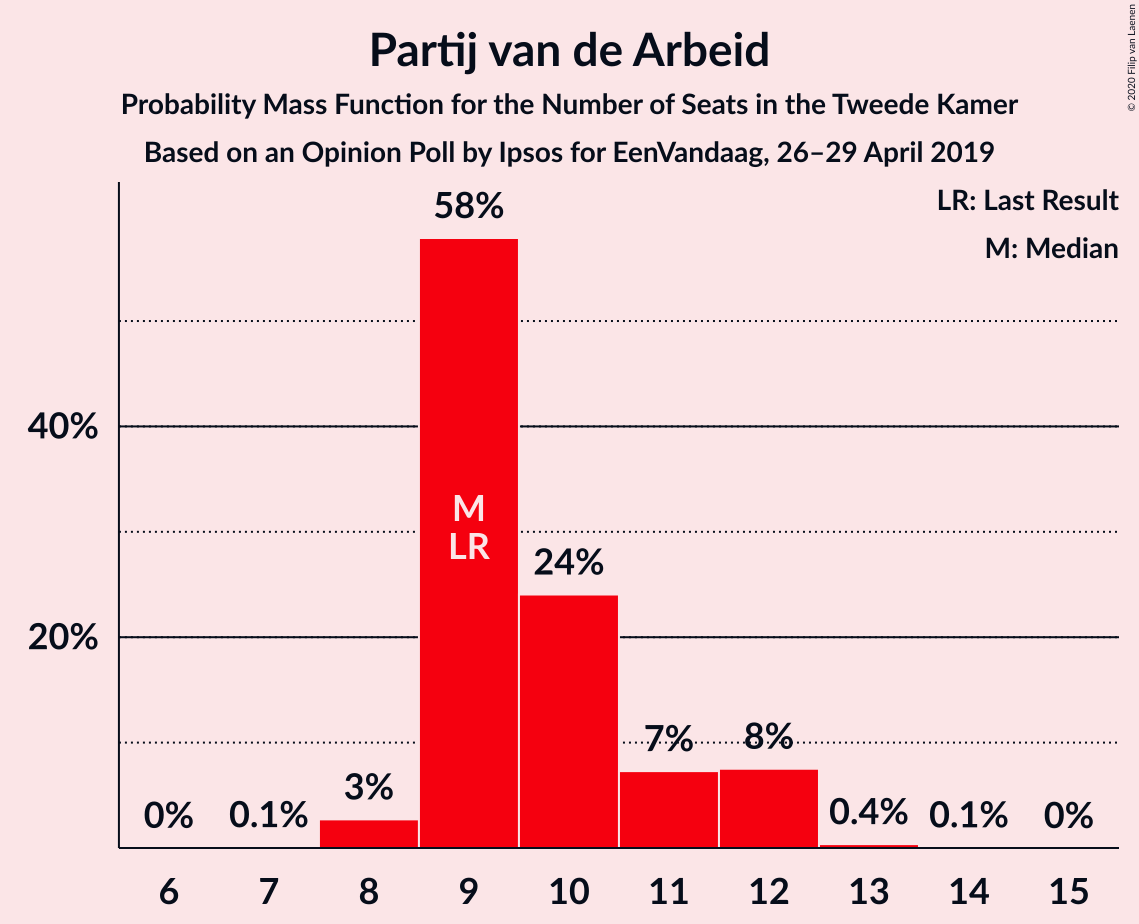 Partij van de Arbeid
Probability Mass Function for the Number of Seats in the Tweede Kamer
Based on an Opinion Poll by Ipsos for EenVandaag, 26–29 April 2019
© 2020 Filip van Laenen
LR: Last Result
M: Median
58%
40%
M
LR
24%
20%
7%
8%
3%
0%
0.1%
0.4%
0.1%
0%
6 7 8 9 10 11 12 13 14 15